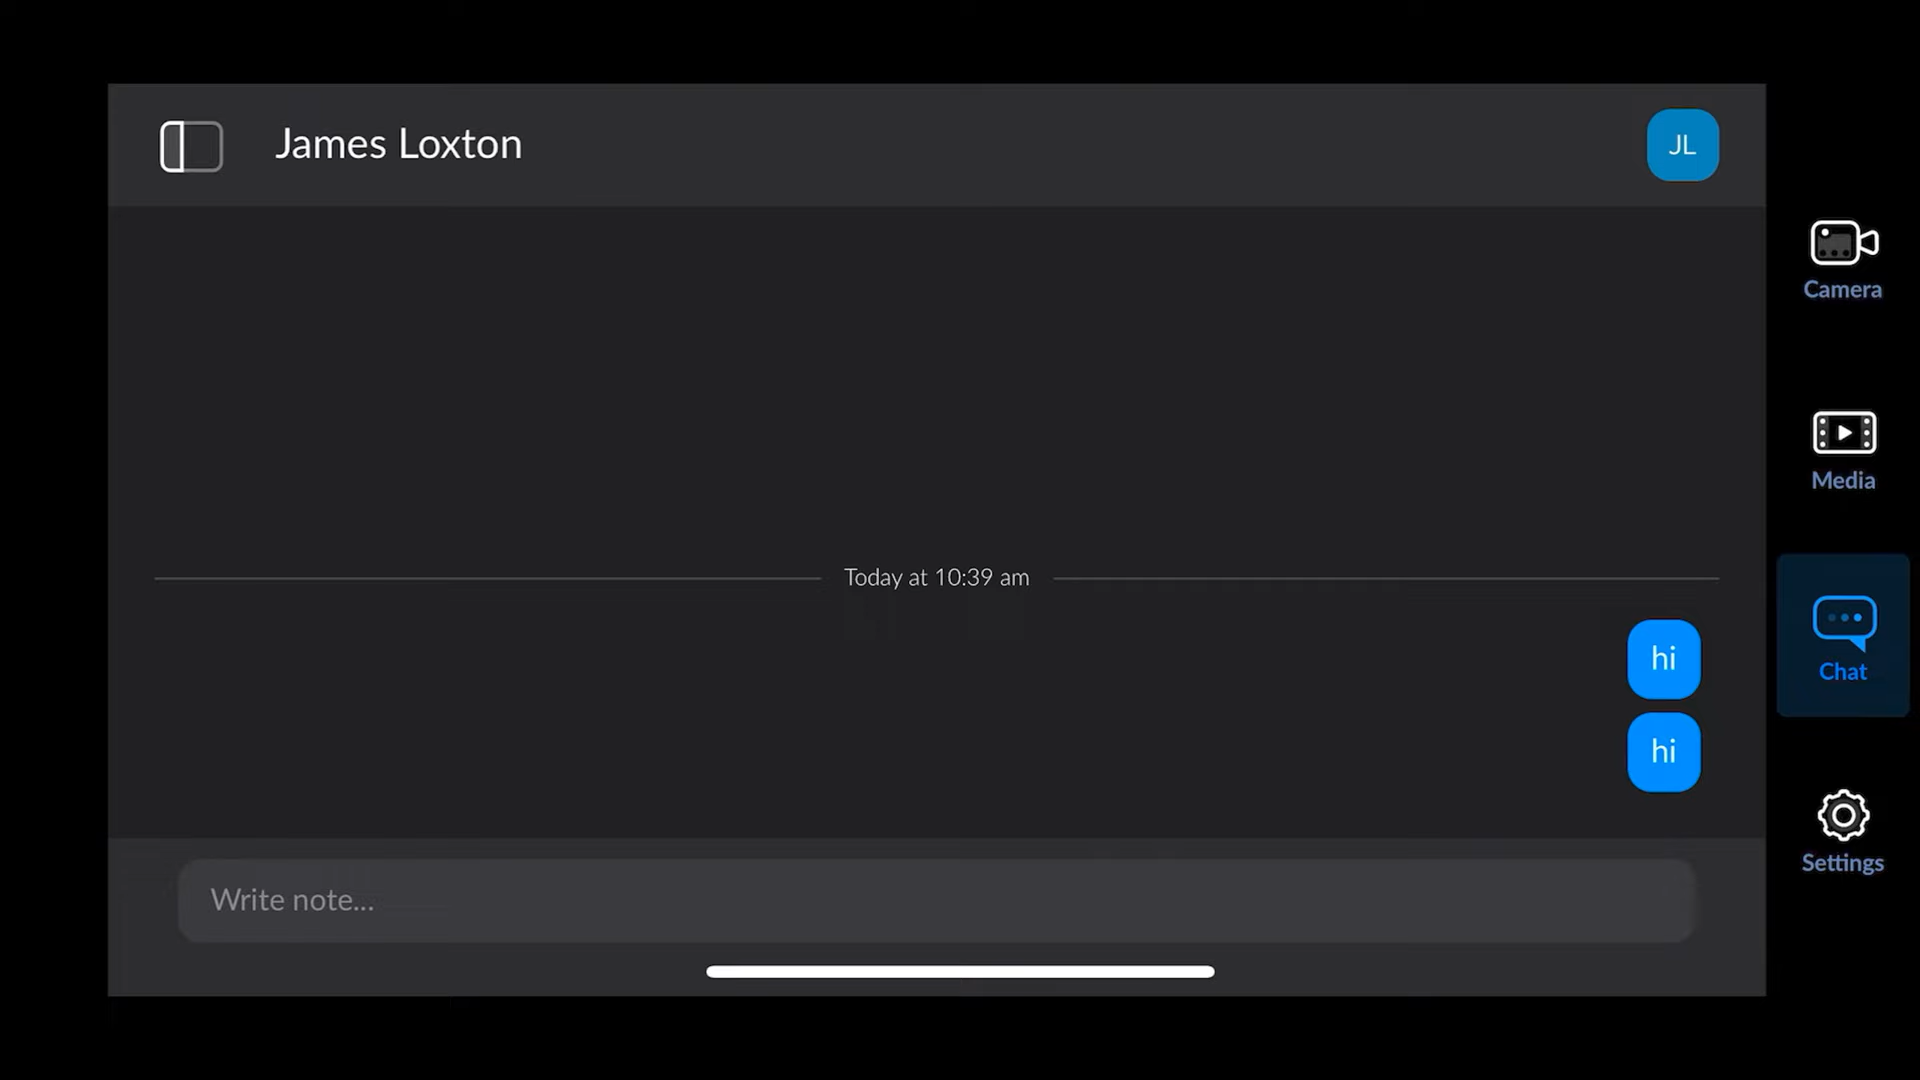 James Loxton
JL
Camera
Media
Today at 10:39 am
hi
Chat
hi
Settings
Write note...